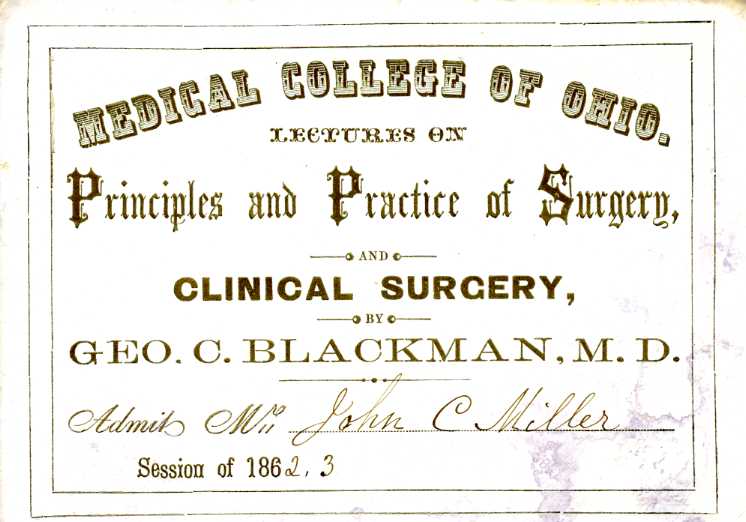 MEDICAL COLLEGE OF OHIO.
LECTURES ON
Principles and Practice of Surgery,
AND
CLINICAL SURGERY,
BY
GEO. C. BLACKMAN, M. D.
Admit Mr. John C Miller
Session of 1862,3